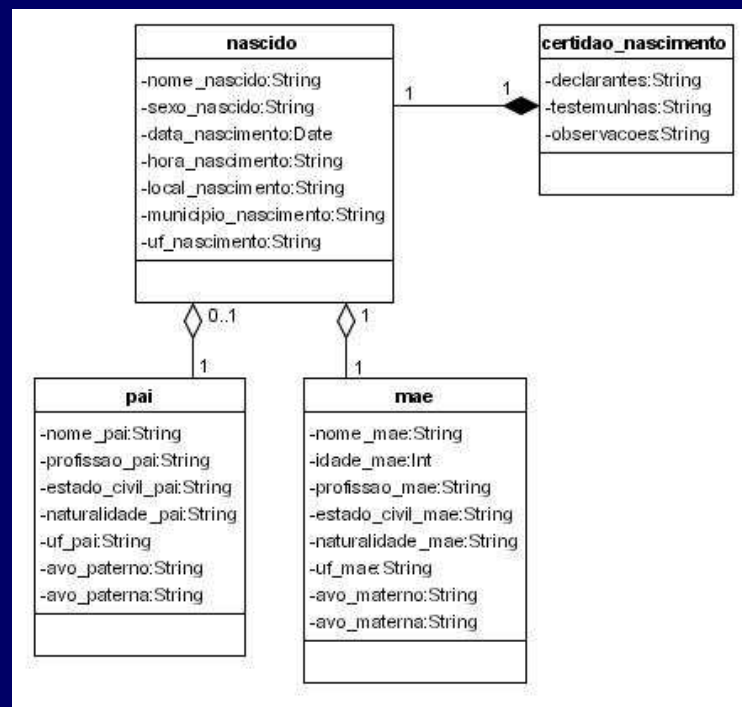 nascido
-nome_nascido:String
-sexo_nascido:String
-data_nascimento:Date
-hora_nascimento:String
-local_nascimento:String
-municipio_nascimento:String
-uf_nascimento:String
1
1
certidao_nascimento
-declarantes:String
-testemunhas:String
-observacoes:String
0..1
1
1
1
pai
-nome_pai:String
-profissao_pai:String
-estado_civil_pai:String
-naturalidade_pai:String
-uf_pai:String
-avo_paterno:String
-avo_paterna:String
mae
-nome_mae:String
-idade_mae:Int
-profissao_mae:String
-estado_civil_mae:String
-naturalidade_mae:String
-uf_mae:String
-avo_materno:String
-avo_materna:String